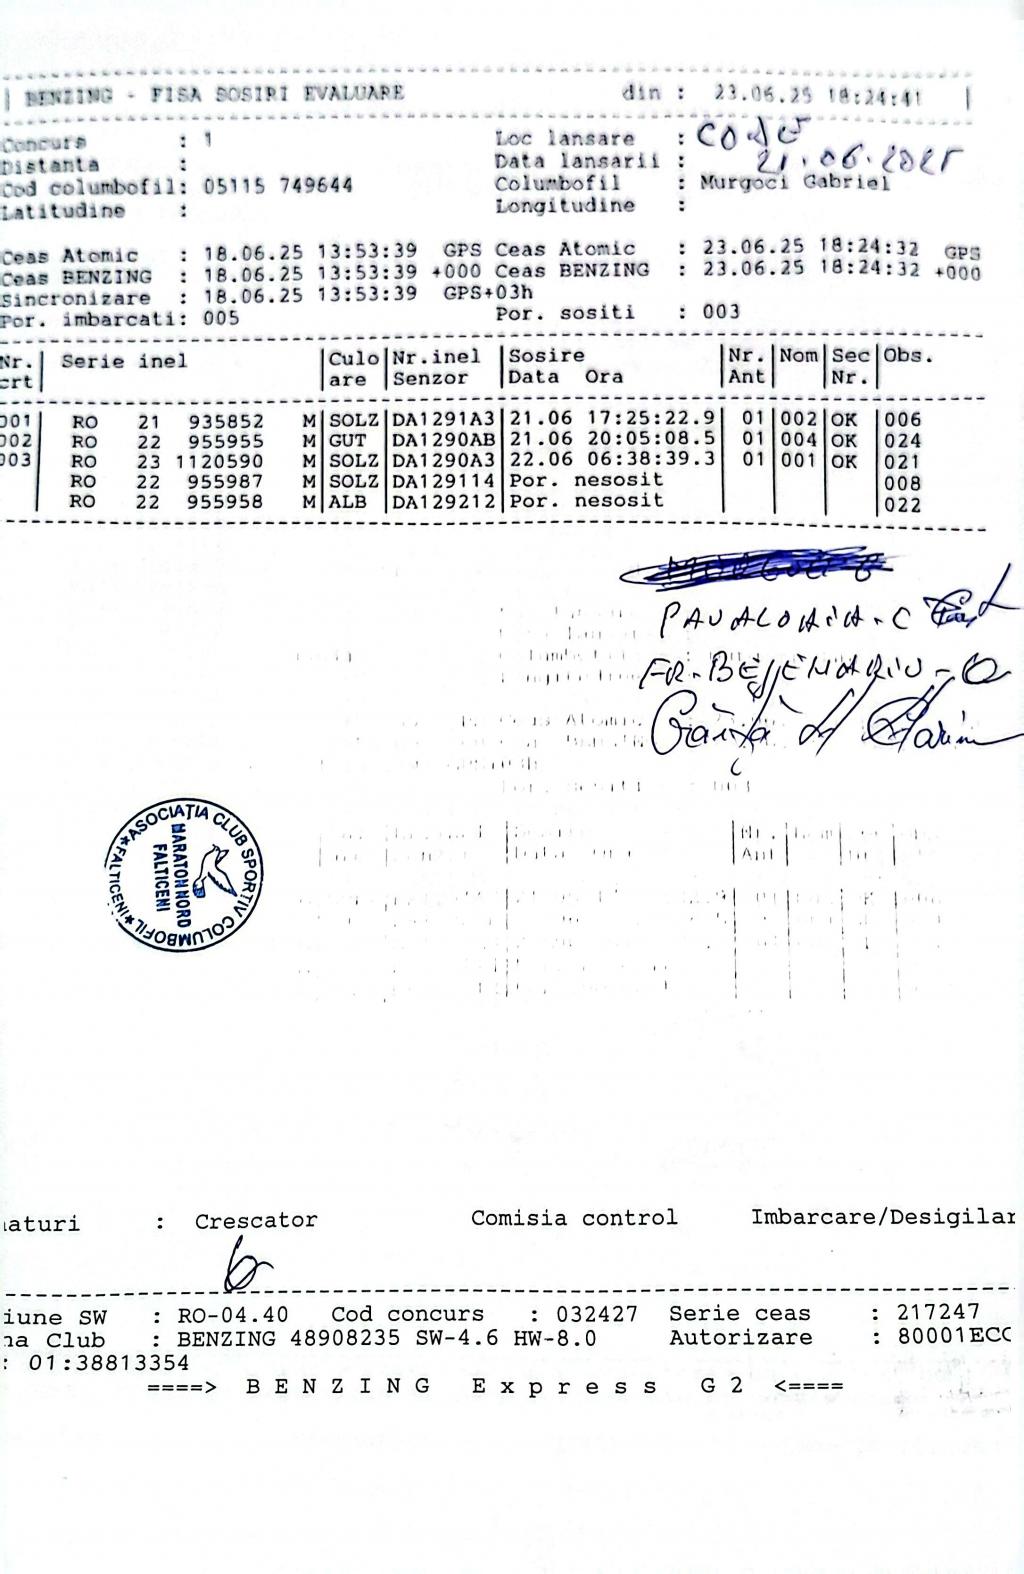 | BENZING - FISA SOSIRI EVALUARE din : 23.06.25 18:24:41 |
Concurs : 1 Loc lansare :
Distanta : Data lansarii : 21.06.2025
Cod columbofil: 05115 749644 Columbofil : Murgoci Gabriel
Latitudine : Longitudine :
Ceas Atomic : 18.06.25 13:53:39 GPS Ceas Atomic : 23.06.25 18:24:32 GPS
Ceas BENZING : 18.06.25 13:53:39 +000 Ceas BENZING : 23.06.25 18:24:32 +000
Sincronizare : 18.06.25 13:53:39 GPS+03h
Por. imbarcati: 005 Por. sositi : 003
Nr.| Serie inel |Culo|Nr.inel |Sosire |Nr.|Nom|Sec|Obs.
crt| |are |Senzor |Data Ora |Ant| |Nr.|
001| RO 21 935852 M|SOLZ|DA1291A3|21.06 17:25:22.9| 01|002|OK |006
002| RO 22 955955 M|GUT |DA1290AB|21.06 20:05:08.5| 01|004|OK |024
003| RO 23 1120590 M|SOLZ|DA1290A3|22.06 06:38:39.3| 01|001|OK |021
| RO 22 955987 M|SOLZ|DA129114|Por. nesosit | | | |008
| RO 22 955958 M|ALB |DA129212|Por. nesosit | | | |022
ASOCIAŢIA CLUB SPORTIV COLUMBOFIL
MARATON NORD
FALTICENI
*FALTICENI*
aturi : Crescator Comisia control Imbarcare/Desigilar
iune SW : RO-04.40 Cod concurs : 032427 Serie ceas : 217247
na Club : BENZING 48908235 SW-4.6 HW-8.0 Autorizare : 80001ECC
: 01:38813354
====> B E N Z I N G E x p r e s s G 2 <====